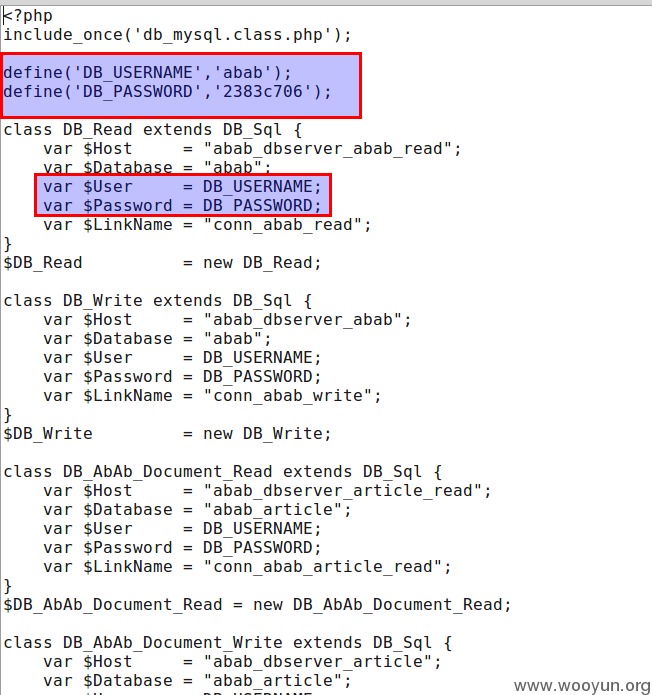 <?php
include_once('db_mysql.class.php');
define('DB_USERNAME','abab');
define('DB_PASSWORD','2383c706');
class DB_Read extends DB_Sql {
    var $Host     = "abab_dbserver_abab_read";
    var $Database = "abab";
    var $User     = DB_USERNAME;
    var $Password = DB_PASSWORD;
    var $LinkName = "conn_abab_read";
}
$DB_Read          = new DB_Read;
class DB_Write extends DB_Sql {
    var $Host     = "abab_dbserver_abab";
    var $Database = "abab";
    var $User     = DB_USERNAME;
    var $Password = DB_PASSWORD;
    var $LinkName = "conn_abab_write";
}
$DB_Write         = new DB_Write;
class DB_AbAb_Document_Read extends DB_Sql {
    var $Host     = "abab_dbserver_article_read";
    var $Database = "abab_article";
    var $User     = DB_USERNAME;
    var $Password = DB_PASSWORD;
    var $LinkName = "conn_abab_article_read";
}
$DB_AbAb_Document_Read = new DB_AbAb_Document_Read;
class DB_AbAb_Document_Write extends DB_Sql {
    var $Host     = "abab_dbserver_article";
    var $Database = "abab_article";
www.wooyun.org